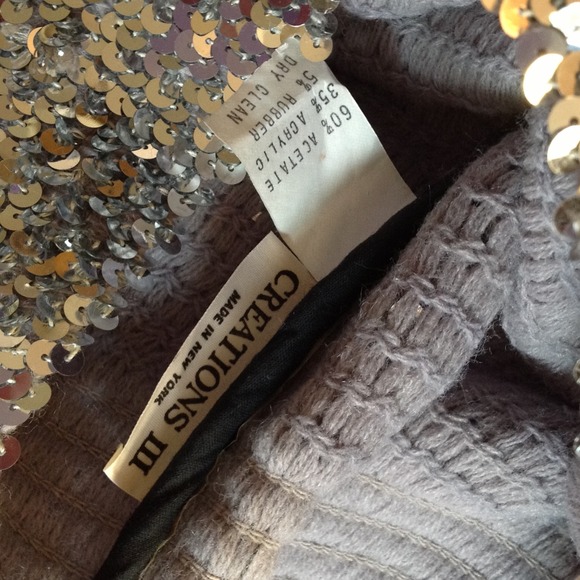 60% ACETATE
35% ACRYLIC
5% RUBBER
DRY CLEAN
CREATIONS III
MADE IN NEW YORK